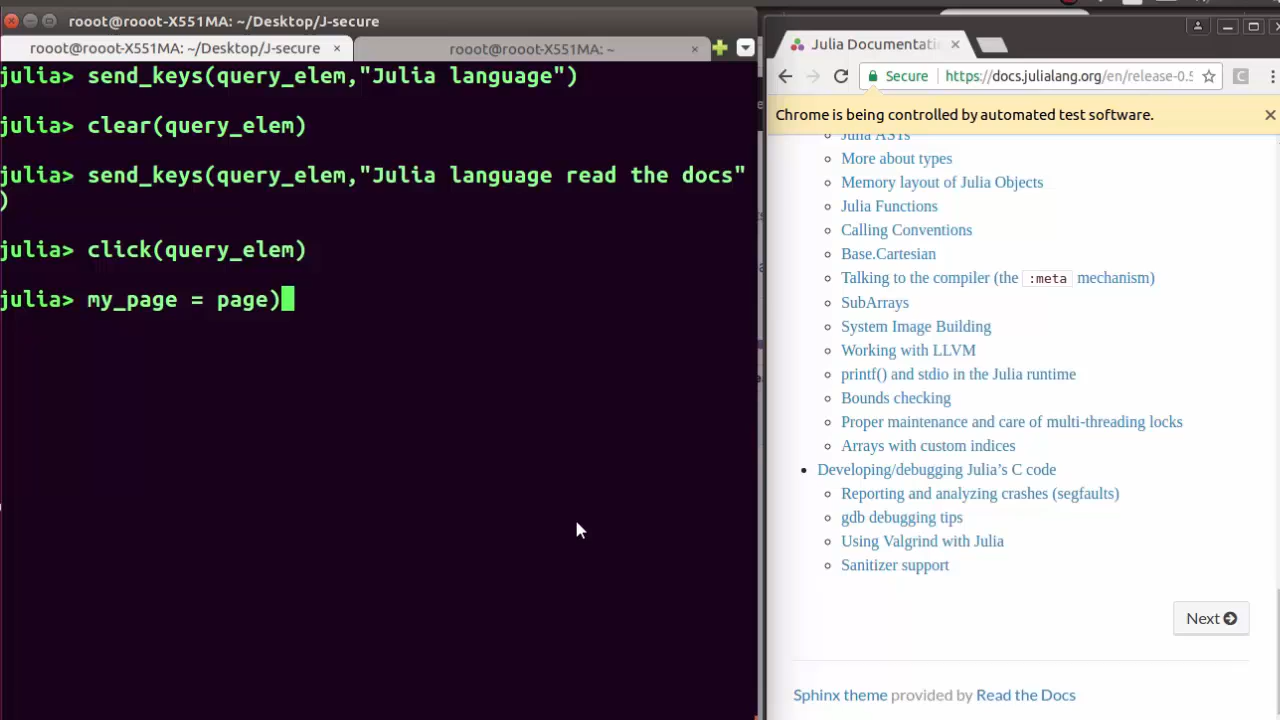 rooot@rooot-X551MA: ~/Desktop/J-secure
rooot@rooot-X551MA: ~/Desktop/J-secure ×
rooot@rooot-X551MA: ~ ×
julia> send_keys(query_elem,"Julia language")
julia> clear(query_elem)
julia> send_keys(query_elem,"Julia language read the docs"
)
julia> click(query_elem)
julia> my_page = page)
Julia Documentati
Secure https://docs.julialang.org/en/release-0.5
Chrome is being controlled by automated test software.
Julia ASTs
More about types
Memory layout of Julia Objects
Julia Functions
Calling Conventions
Base.Cartesian
Talking to the compiler (the :meta mechanism)
SubArrays
System Image Building
Working with LLVM
printf() and stdio in the Julia runtime
Bounds checking
Proper maintenance and care of multi-threading locks
Arrays with custom indices
Developing/debugging Julia’s C code
Reporting and analyzing crashes (segfaults)
gdb debugging tips
Using Valgrind with Julia
Sanitizer support
Next
Sphinx theme provided by Read the Docs